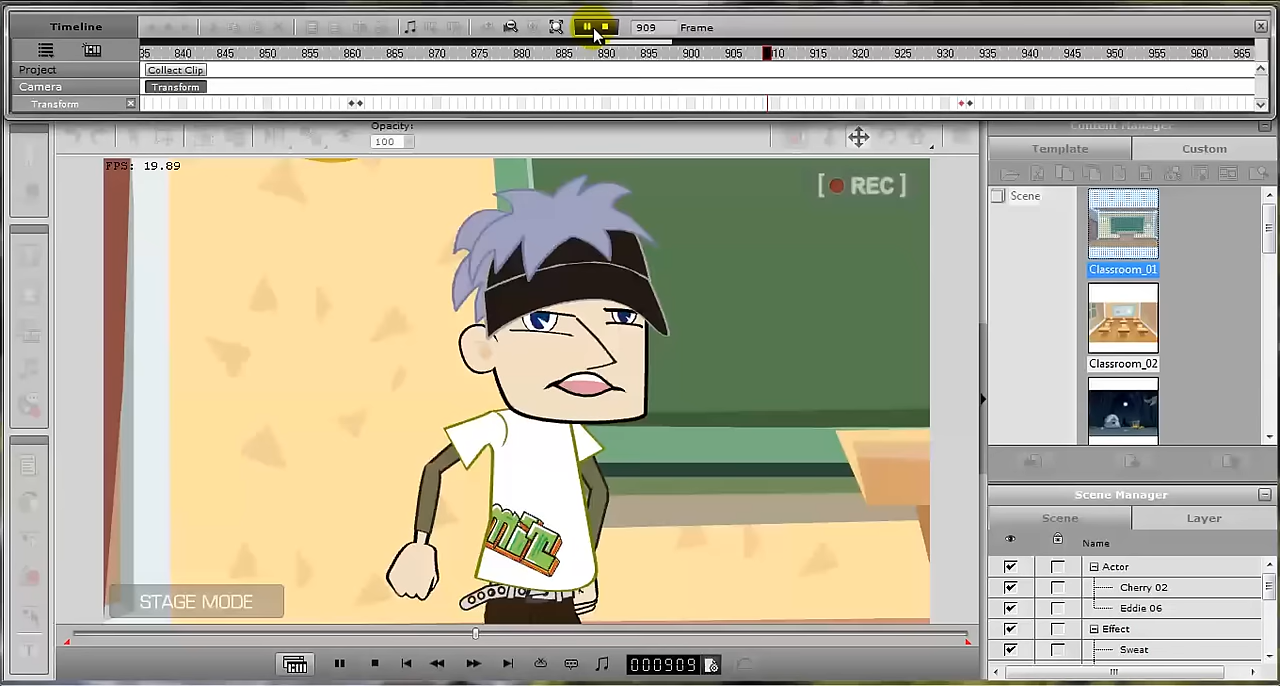 Timeline
909 Frame
35 840 845 850 855 860 865 870 875 880 885 890 895 900 905 910 915 920 925 930 935 940 945 950 955 960 965
Project
Collect Clip
Camera
Transform
Transform
Opacity:
100
Content Manager
FPS: 19.89
[ REC ]
Template
Custom
Scene
Classroom_01
Classroom_02
Scene Manager
Scene
Layer
Name
Actor
Cherry 02
Eddie 06
Effect
Sweat
STAGE MODE
000909